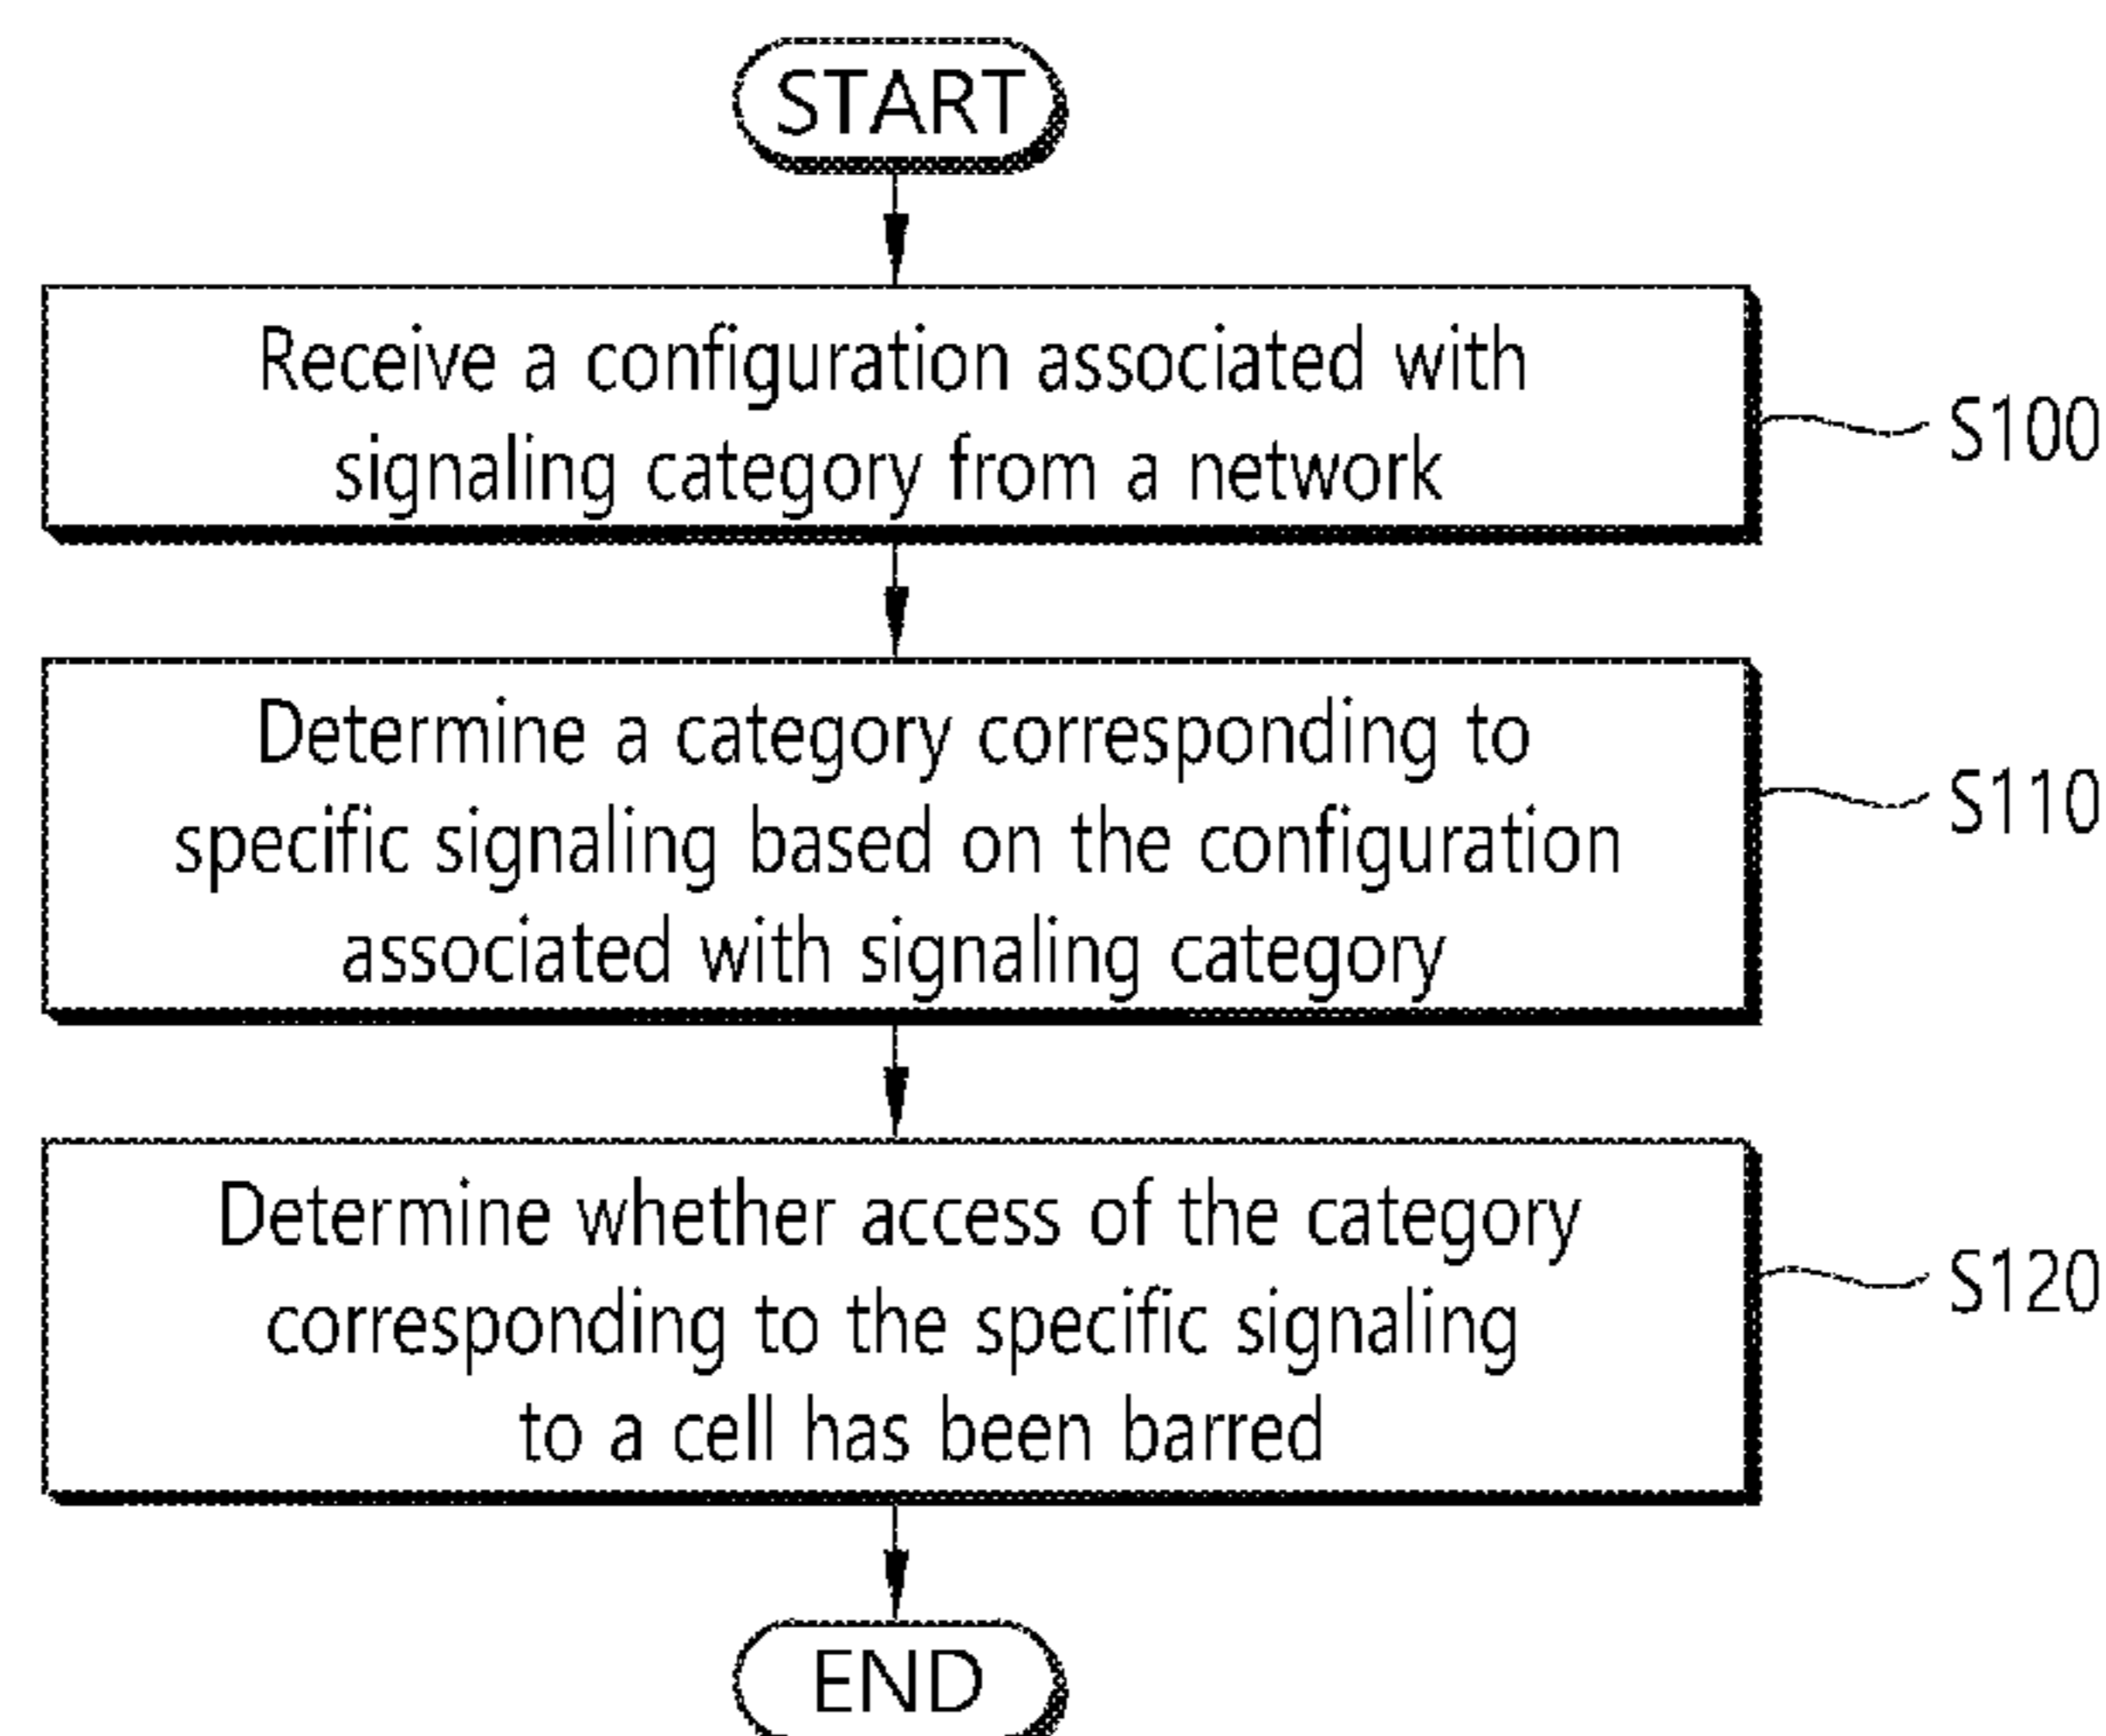 START
Receive a configuration associated with
signaling category from a network
S100
Determine a category corresponding to
specific signaling based on the configuration
associated with signaling category
S110
Determine whether access of the category
corresponding to the specific signaling
to a cell has been barred
S120
END